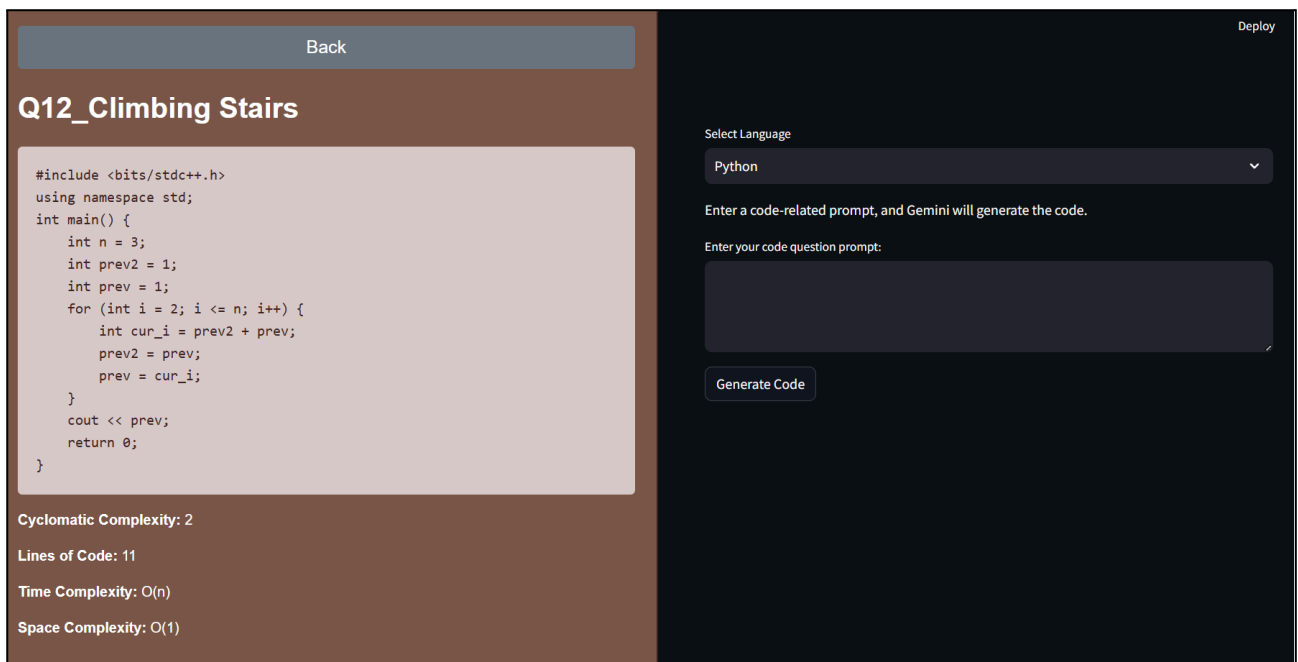 Back
Q12_Climbing Stairs
#include <bits/stdc++.h>
using namespace std;
int main() {
    int n = 3;
    int prev2 = 1;
    int prev = 1;
    for (int i = 2; i <= n; i++) {
        int cur_i = prev2 + prev;
        prev2 = prev;
        prev = cur_i;
    }
    cout << prev;
    return 0;
}
Cyclomatic Complexity: 2
Lines of Code: 11
Time Complexity: O(n)
Space Complexity: O(1)
Deploy
Select Language
Python
Enter a code-related prompt, and Gemini will generate the code.
Enter your code question prompt:
Generate Code